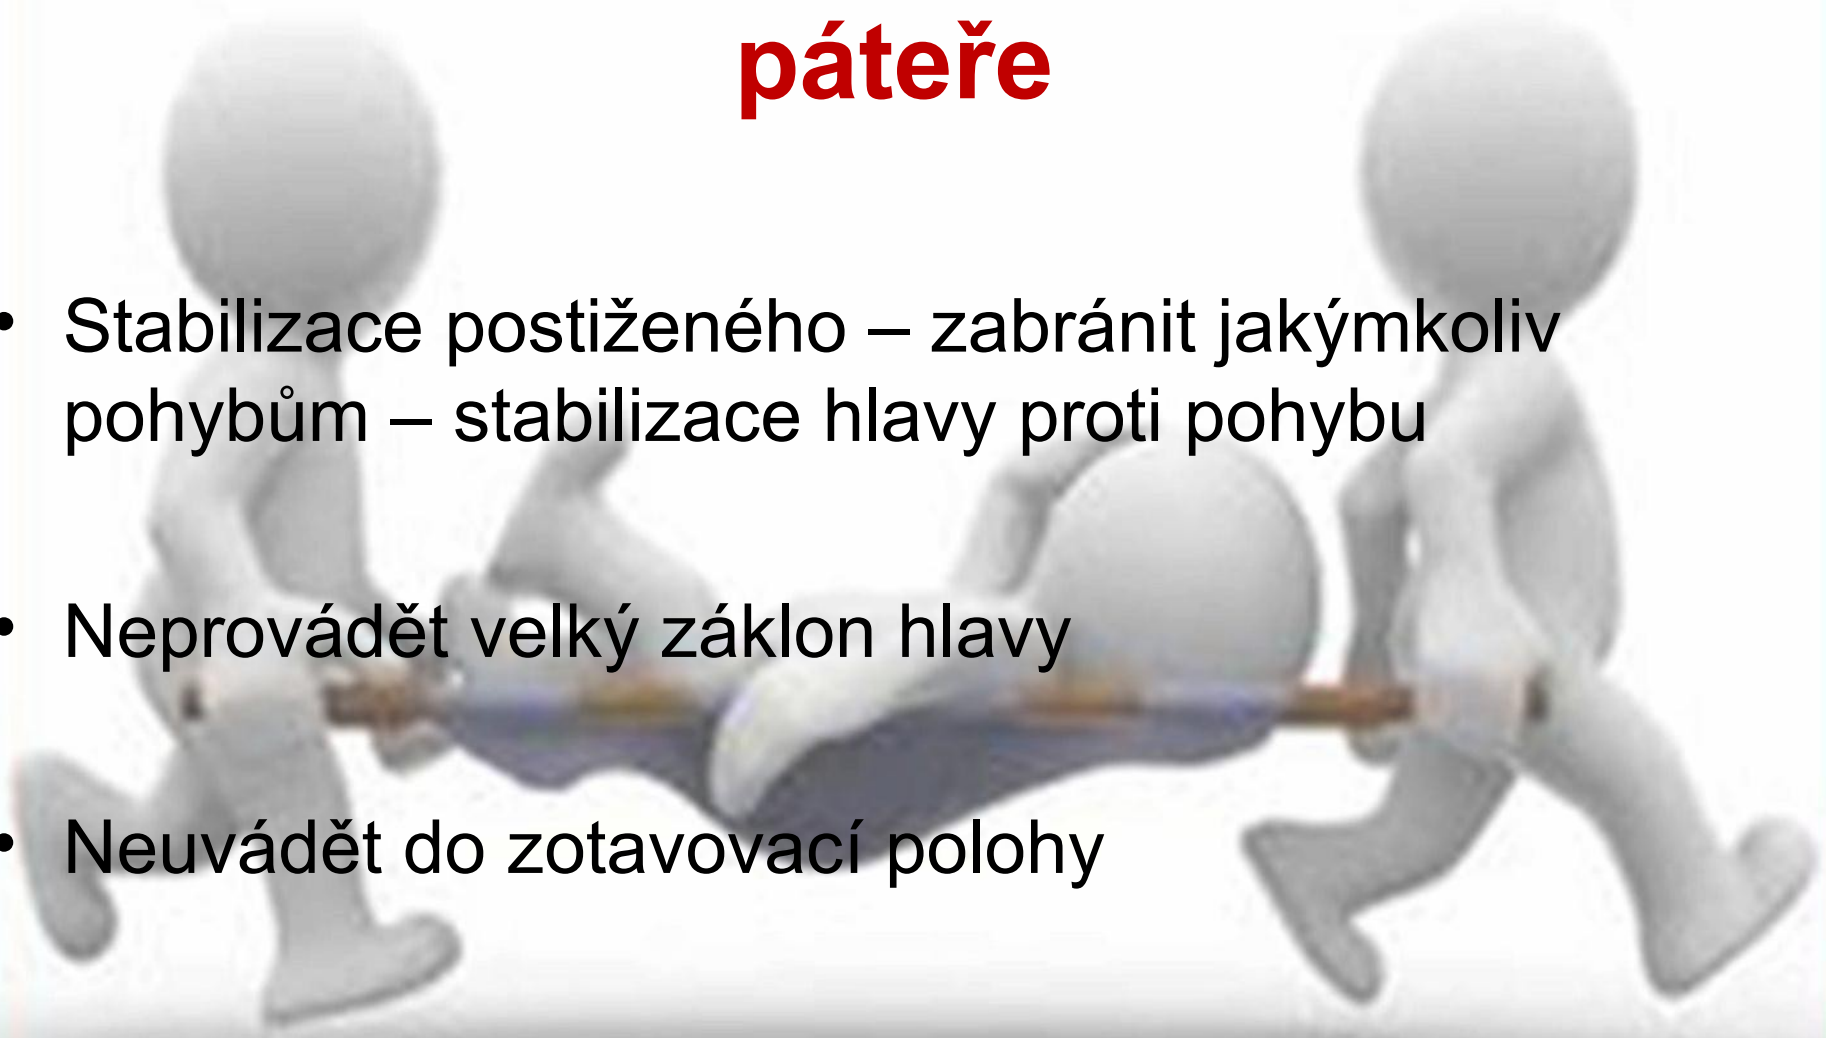 páteře
• Stabilizace postiženého – zabránit jakýmkoliv
pohybům – stabilizace hlavy proti pohybu
• Neprovádět velký záklon hlavy
• Neuvádět do zotavovací polohy